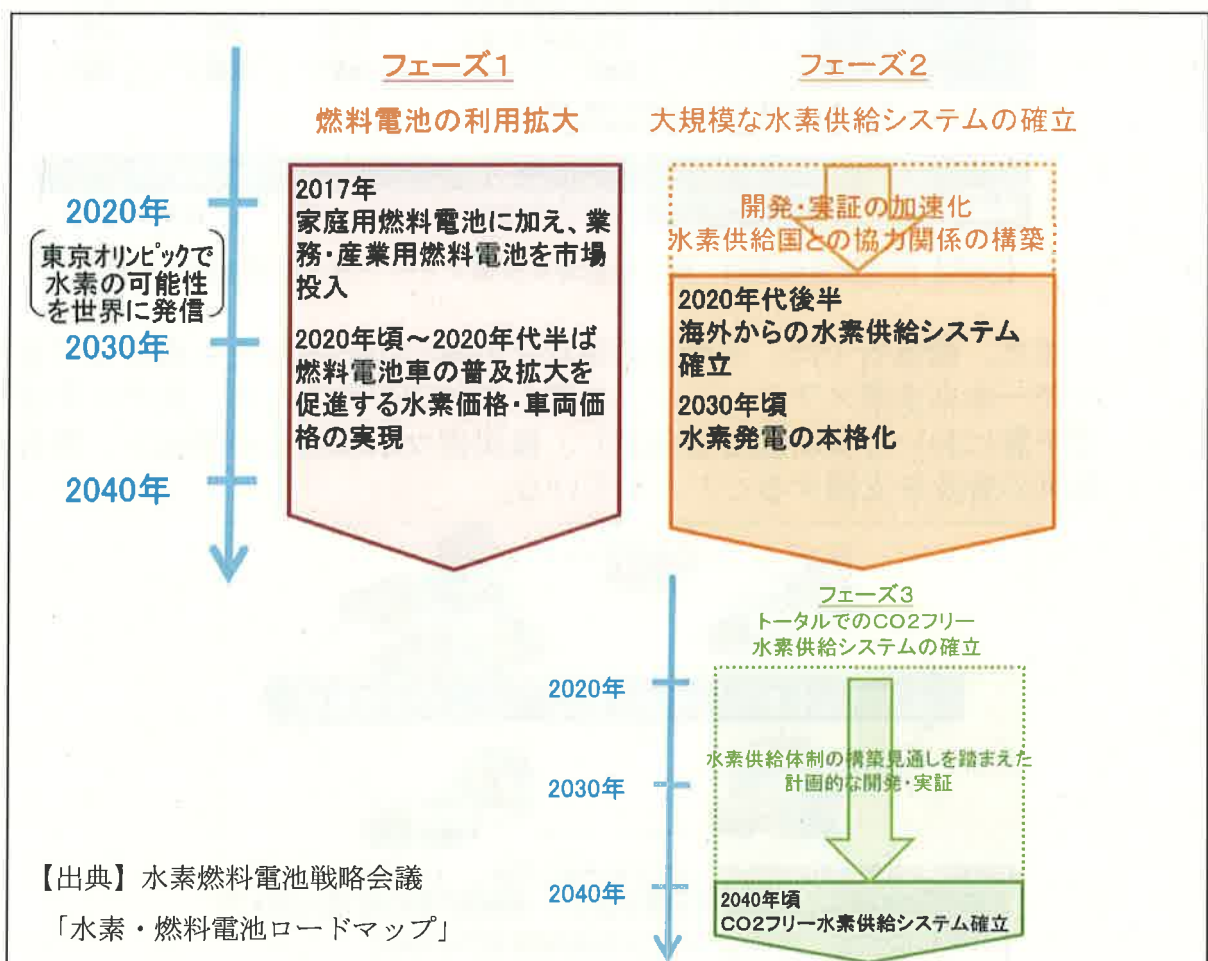 フェーズ1
燃料電池の利用拡大
2017年
家庭用燃料電池に加え、業
務・産業用燃料電池を市場
投入
2020年頃~2020年代半ば
燃料電池車の普及拡大を
促進する水素価格・車両価
格の実現
フェーズ2
大規模な水素供給システムの確立
開発・実証の加速化
水素供給国との協力関係の構築
2020年代後半
海外からの水素供給システム
確立
2030年頃
水素発電の本格化
2020年
東京オリンピックで
水素の可能性
を世界に発信
2030年
2040年
フェーズ3
トータルでのCO2フリー
水素供給システムの確立
2020年
2030年
2040年
水素供給体制の構築見通しを踏まえた
計画的な開発・実証
2040年頃
CO2フリー水素供給システム確立
【出典】水素燃料電池戦略会議
「水素・燃料電池ロードマップ」